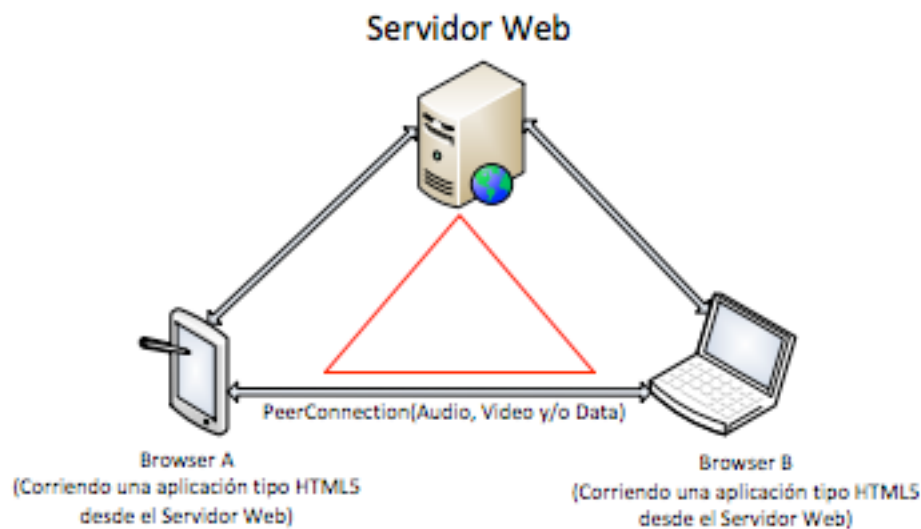 Servidor Web
PeerConnection(Audio, Video y/o Data)
Browser A
(Corriendo una aplicación tipo HTML5
desde el Servidor Web)
Browser B
(Corriendo una aplicación tipo HTML5
desde el Servidor Web)